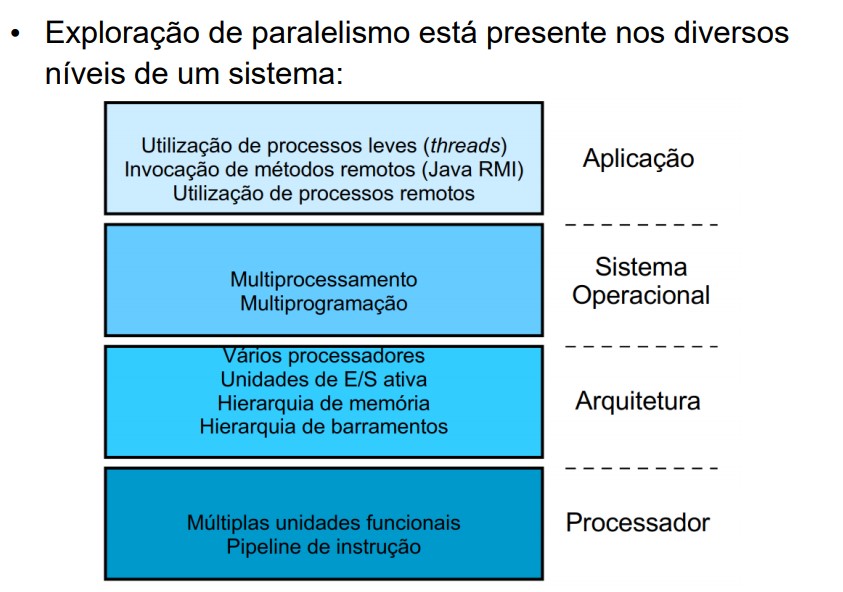 • Exploração de paralelismo está presente nos diversos
níveis de um sistema:
Utilização de processos leves (threads)
Invocação de métodos remotos (Java RMI)
Utilização de processos remotos
Aplicação
Multiprocessamento
Multiprogramação
Sistema
Operacional
Vários processadores
Unidades de E/S ativa
Hierarquia de memória
Hierarquia de barramentos
Arquitetura
Múltiplas unidades funcionais
Pipeline de instrução
Processador